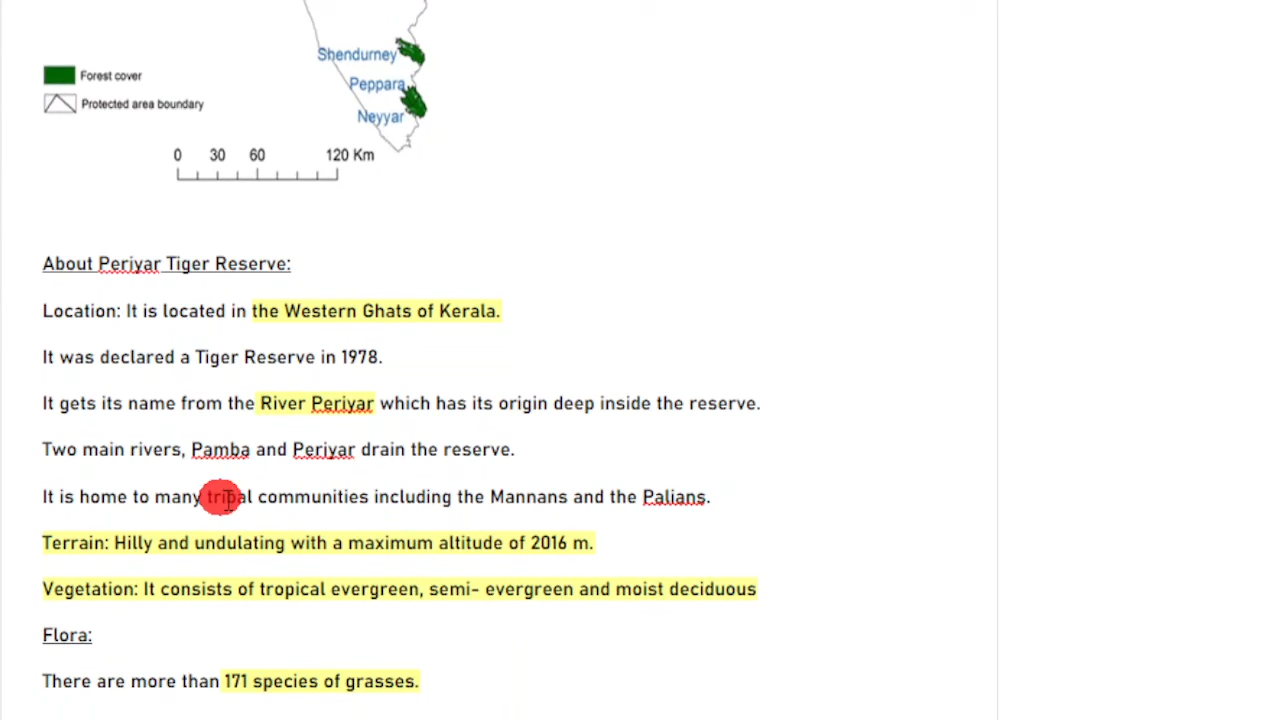 Shendurney
Forest cover
Peppara
Protected area boundary
Neyyar
0 30 60 120 Km
About Periyar Tiger Reserve:
Location: It is located in the Western Ghats of Kerala.
It was declared a Tiger Reserve in 1978.
It gets its name from the River Periyar which has its origin deep inside the reserve.
Two main rivers, Pamba and Periyar drain the reserve.
It is home to many tribal communities including the Mannans and the Palians.
Terrain: Hilly and undulating with a maximum altitude of 2016 m.
Vegetation: It consists of tropical evergreen, semi- evergreen and moist deciduous
Flora:
There are more than 171 species of grasses.